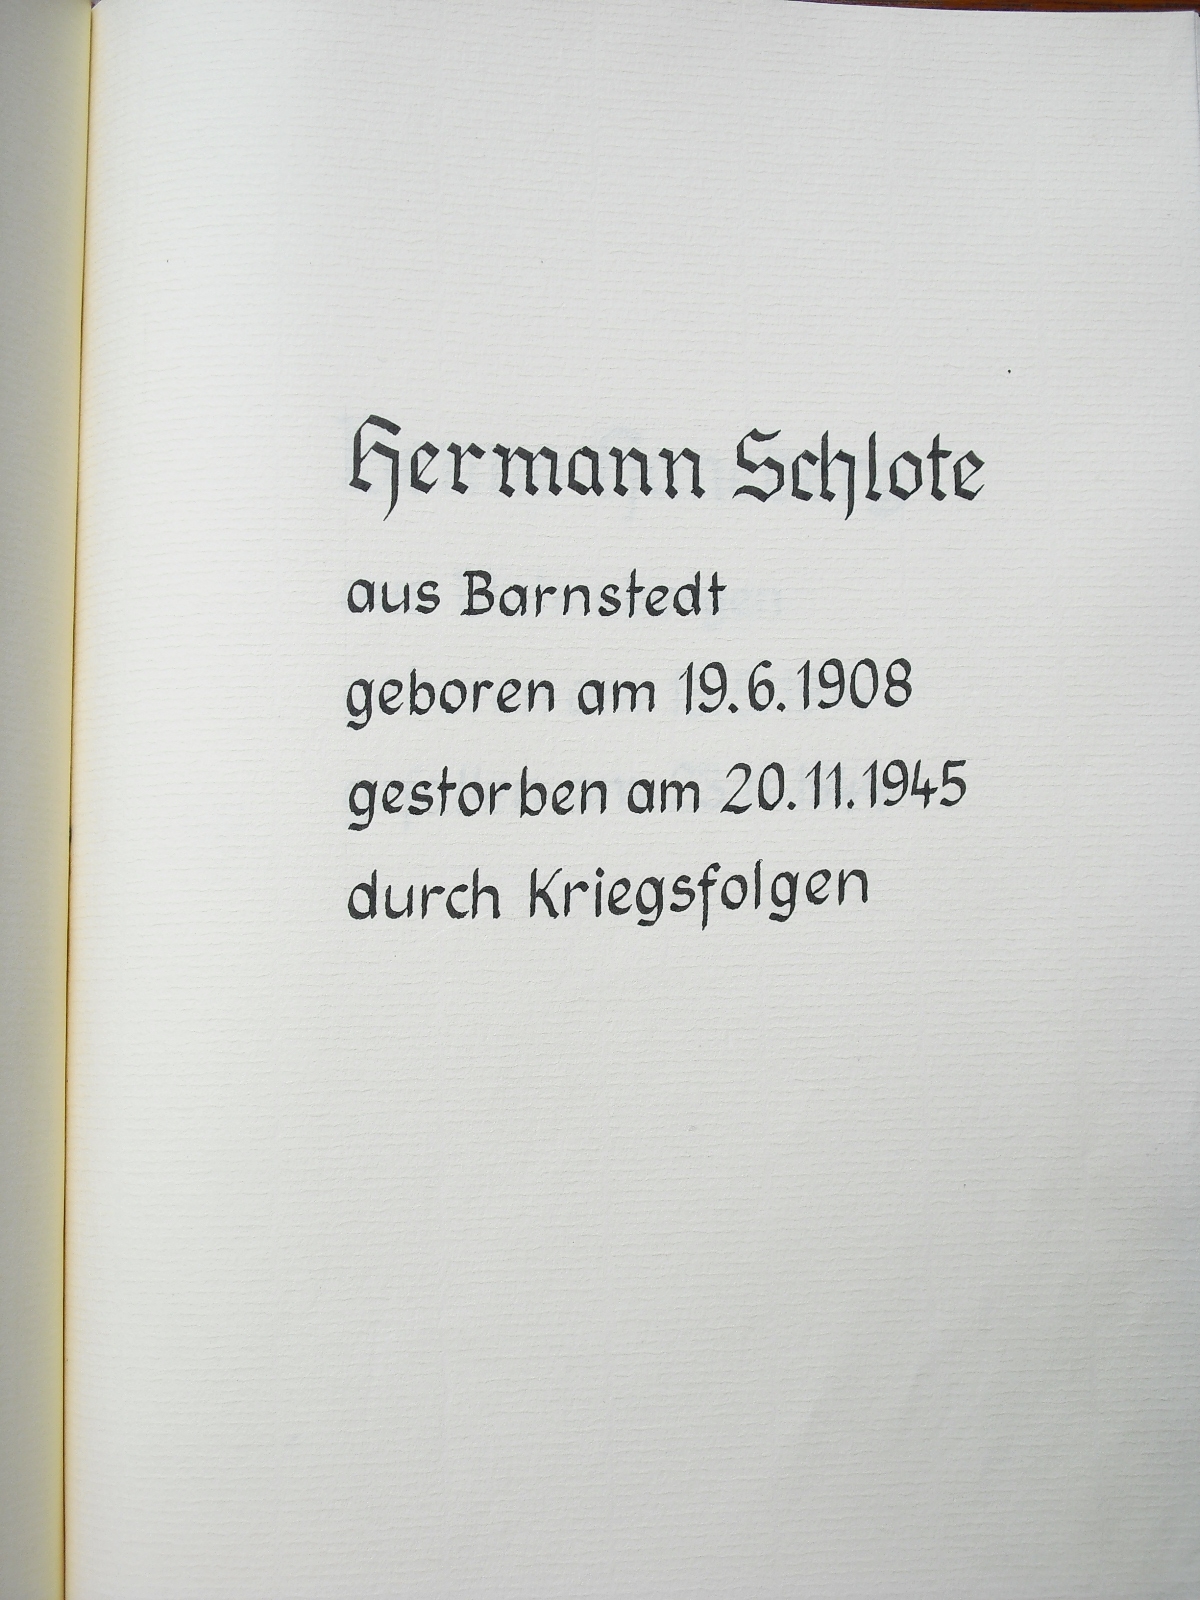 Hermann Schlote
aus Barnstedt
geboren am 19.6.1908
gestorben am 20.11.1945
durch Kriegsfolgen